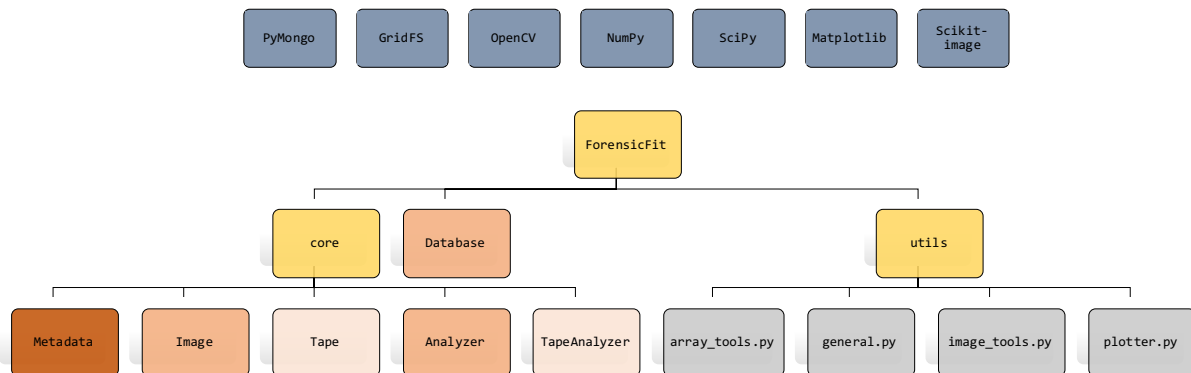 PyMongo
GridFS
OpenCV
NumPy
SciPy
Matplotlib
Scikit-
image
ForensicFit
core
Database
utils
Metadata
Image
Tape
Analyzer
TapeAnalyzer
array_tools.py
general.py
image_tools.py
plotter.py